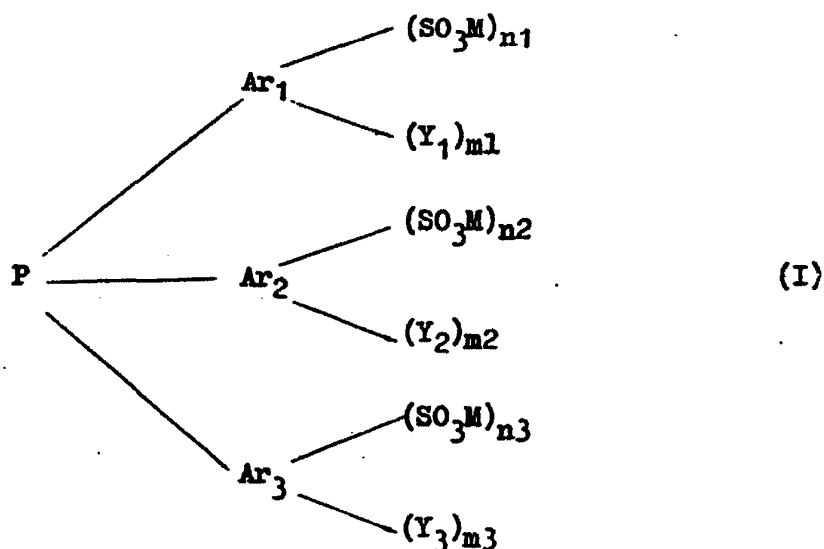 (SO₃M)n1
Ar₁
(Y₁)m1
(SO₃M)n2
P Ar₂ (I)
(Y₂)m2
(SO₃M)n3
Ar₃
(Y₃)m3